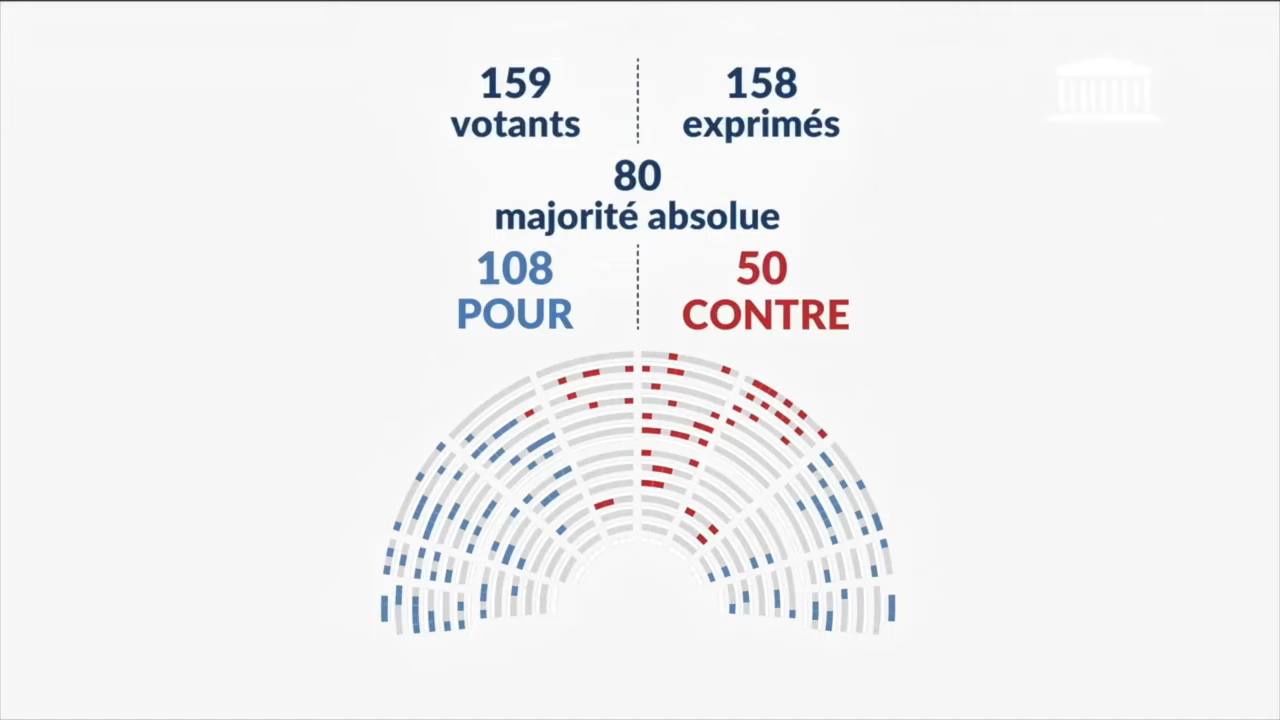 159
votants
158
exprimés
80
majorité absolue
108
POUR
50
CONTRE